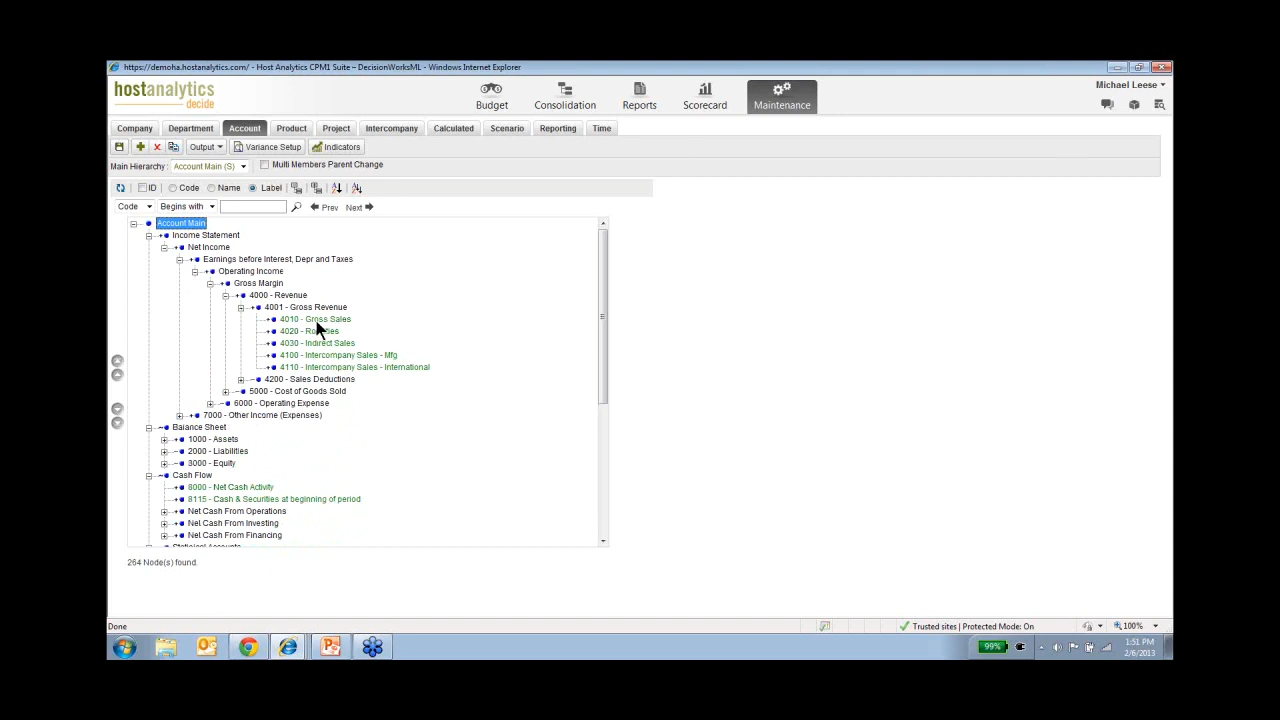 https://demoha.hostanalytics.com/ - Host Analytics CPM1 Suite – DecisionWorksML - Windows Internet Explorer
hostanalytics
decide
Budget
Consolidation
Reports
Scorecard
Maintenance
Michael Leese
Company
Department
Account
Product
Project
Intercompany
Calculated
Scenario
Reporting
Time
Output
Variance Setup
Indicators
Main Hierarchy: Account Main (S)
Multi Members Parent Change
ID
Code
Name
Label
Code
Begins with
Prev
Next
Account Main
Income Statement
Net Income
Earnings before Interest, Depr and Taxes
Operating Income
Gross Margin
4000 - Revenue
4001 - Gross Revenue
4010 - Gross Sales
4020 -
4030 - Indirect Sales
4100 - Intercompany Sales - Mfg
4110 - Intercompany Sales - International
4200 - Sales Deductions
5000 - Cost of Goods Sold
6000 - Operating Expense
7000 - Other Income (Expenses)
Balance Sheet
1000 - Assets
2000 - Liabilities
3000 - Equity
Cash Flow
8000 - Net Cash Activity
8115 - Cash & Securities at beginning of period
Net Cash From Operations
Net Cash From Investing
Net Cash From Financing
Statistical Accounts
264 Node(s) found.
Done
Trusted sites | Protected Mode: On
100%
99%
1:51 PM
2/6/2013